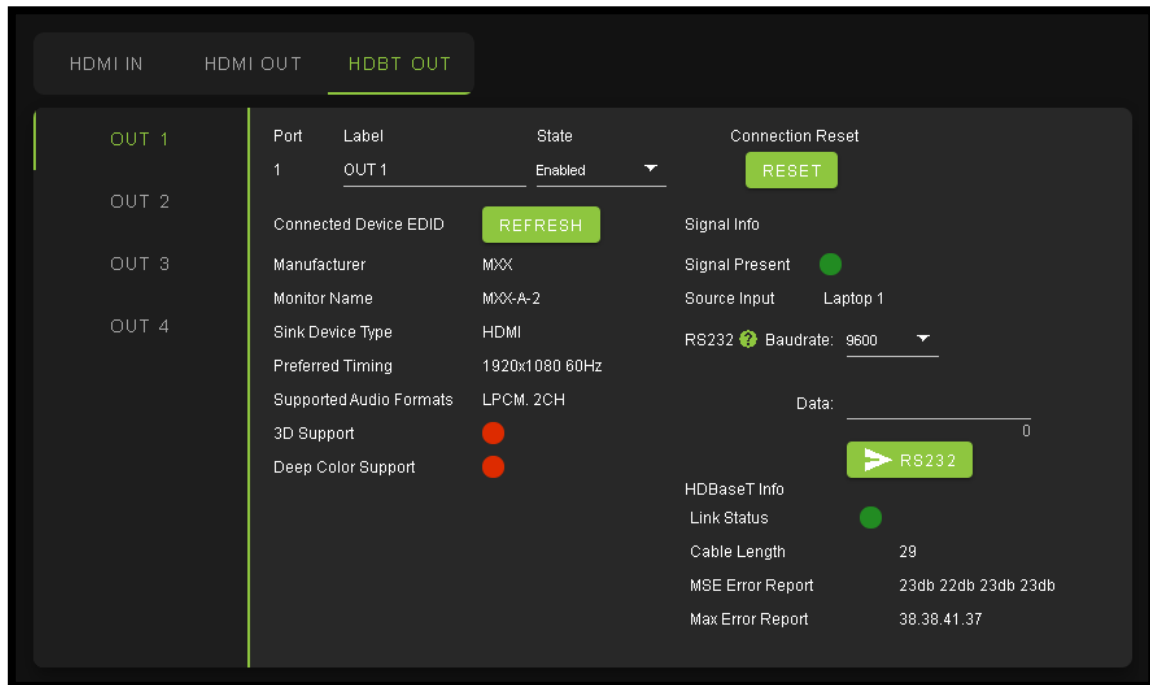 HDMI IN HDMI OUT HDBT OUT
OUT 1
OUT 2
OUT 3
OUT 4
Port Label State Connection Reset
1 OUT 1 Enabled RESET
Connected Device EDID REFRESH
Manufacturer MXX
Monitor Name MXX-A-2
Sink Device Type HDMI
Preferred Timing 1920x1080 60Hz
Supported Audio Formats LPCM. 2CH
3D Support
Deep Color Support
Signal Info
Signal Present
Source Input Laptop 1
RS232 ? Baudrate: 9600
Data:
0
RS232
HDBaseT Info
Link Status
Cable Length 29
MSE Error Report 23db 22db 23db 23db
Max Error Report 38.38.41.37